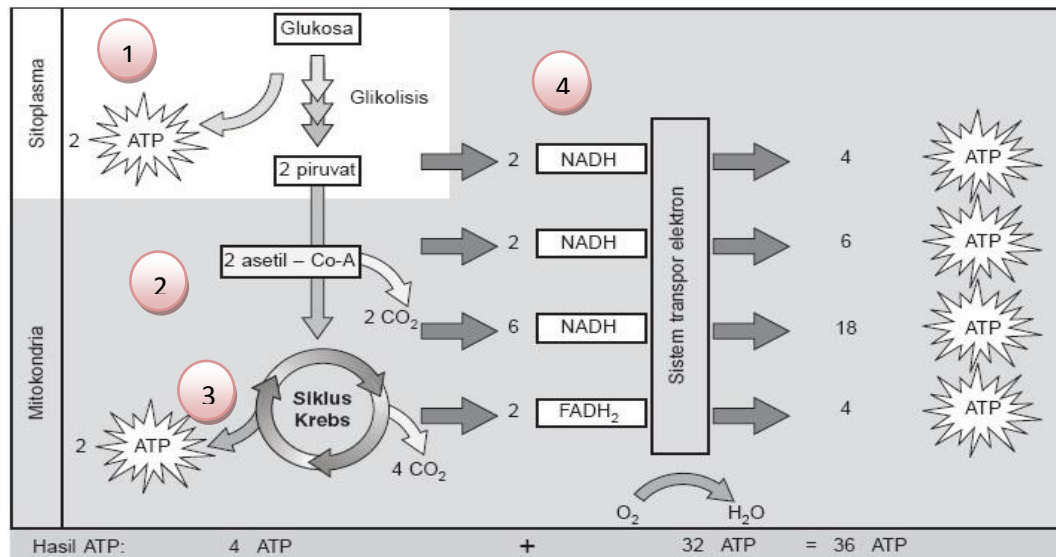 Sitoplasma
1
Glukosa
Glikolisis
2 ATP
2 piruvat
4
2 NADH
4 ATP
Mitokondria
2
2 asetil – Co-A
2 CO₂
2 NADH
6 ATP
6 NADH
18 ATP
3
Siklus
Krebs
2 ATP
4 CO₂
2 FADH₂
4 ATP
Sistem transpor elektron
O₂ H₂O
Hasil ATP: 4 ATP + 32 ATP = 36 ATP